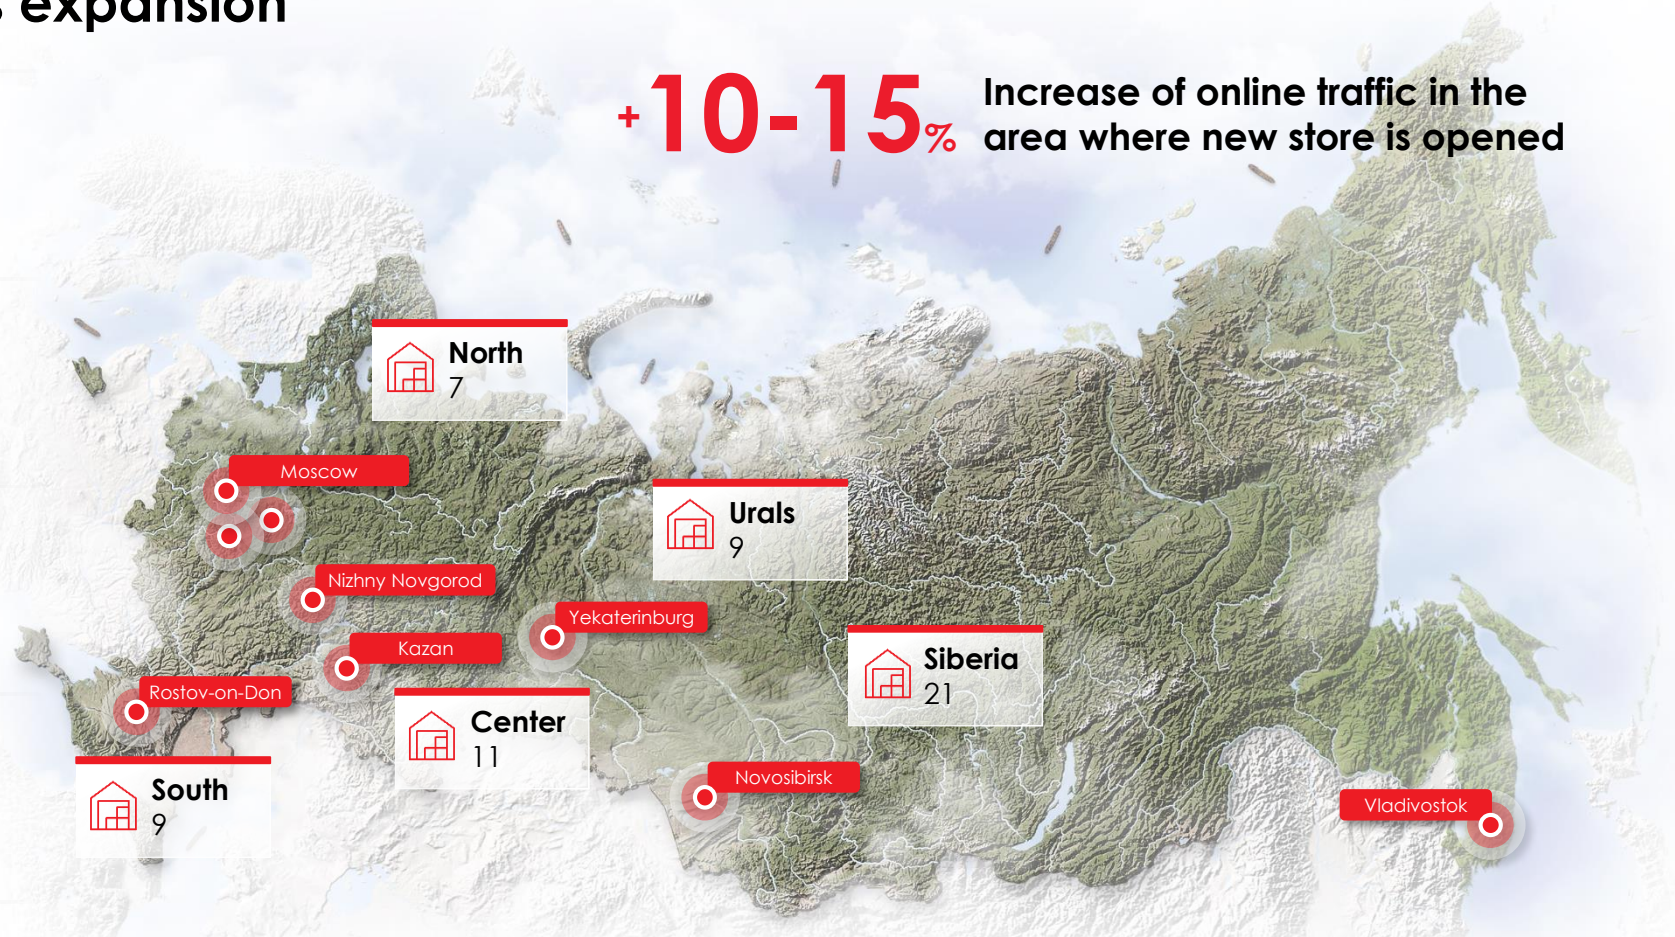 expansion
+10-15%
Increase of online traffic in the
area where new store is opened
North
7
Moscow
Urals
9
Nizhny Novgorod
Yekaterinburg
Kazan
Siberia
21
Rostov-on-Don
Center
11
South
9
Novosibirsk
Vladivostok